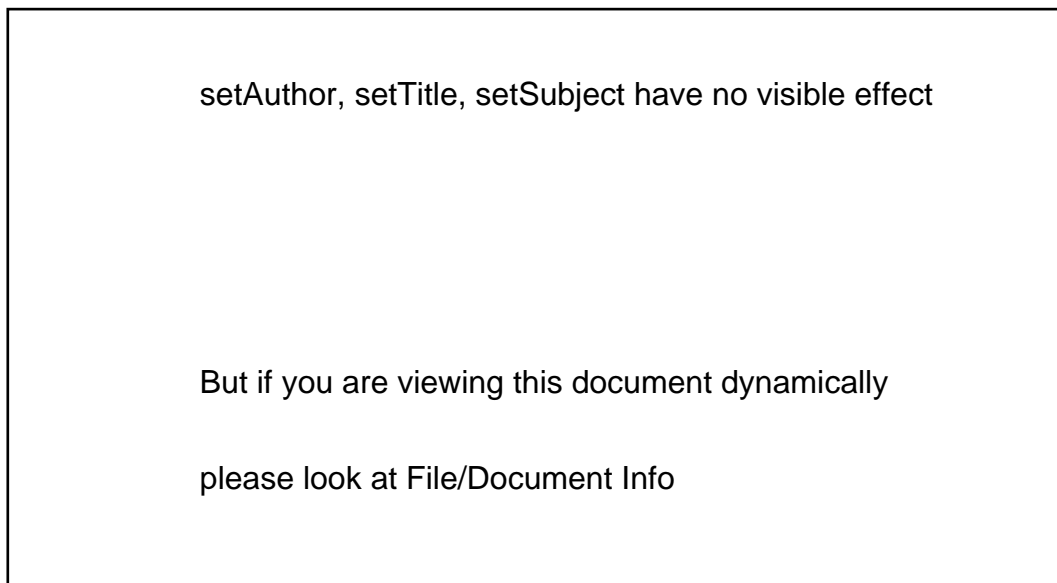 setAuthor, setTitle, setSubject have no visible effect
But if you are viewing this document dynamically
please look at File/Document Info